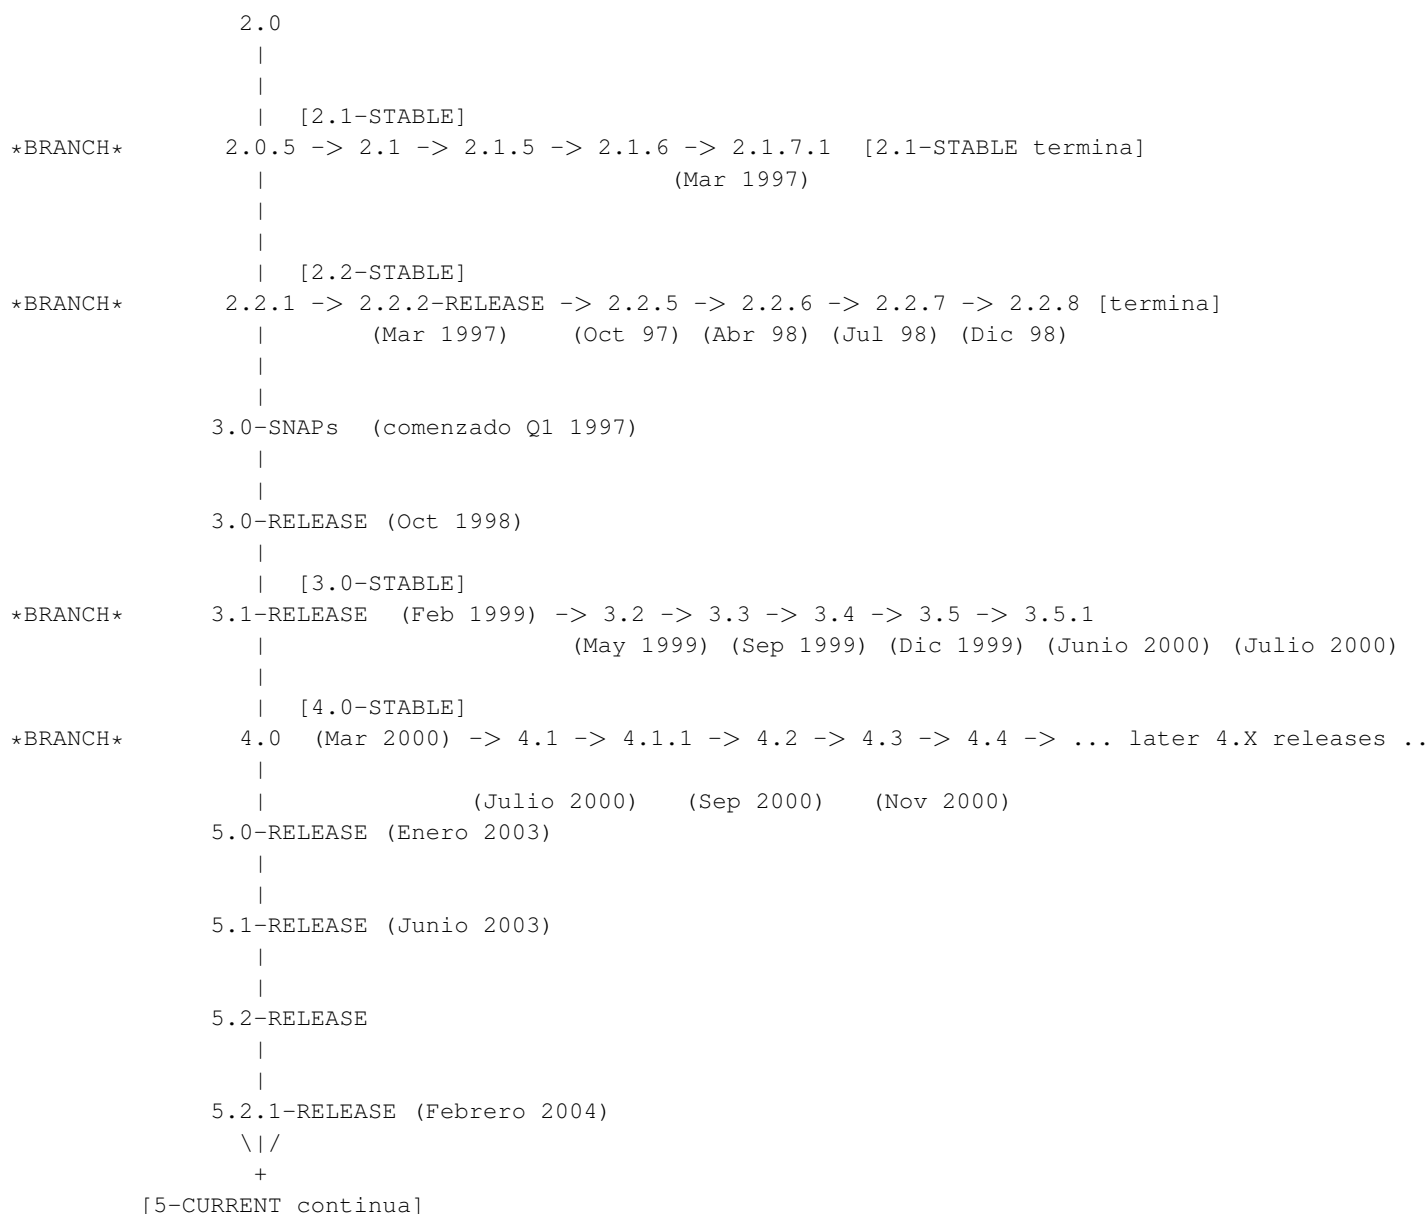 2.0
|
|
| [2.1-STABLE]
*BRANCH* 2.0.5 -> 2.1 -> 2.1.5 -> 2.1.6 -> 2.1.7.1 [2.1-STABLE termina]
| (Mar 1997)
|
|
| [2.2-STABLE]
*BRANCH* 2.2.1 -> 2.2.2-RELEASE -> 2.2.5 -> 2.2.6 -> 2.2.7 -> 2.2.8 [termina]
| (Mar 1997) (Oct 97) (Abr 98) (Jul 98) (Dic 98)
|
|
3.0-SNAPs (comenzado Q1 1997)
|
|
3.0-RELEASE (Oct 1998)
|
| [3.0-STABLE]
*BRANCH* 3.1-RELEASE (Feb 1999) -> 3.2 -> 3.3 -> 3.4 -> 3.5 -> 3.5.1
| (May 1999) (Sep 1999) (Dic 1999) (Junio 2000) (Julio 2000)
|
| [4.0-STABLE]
*BRANCH* 4.0 (Mar 2000) -> 4.1 -> 4.1.1 -> 4.2 -> 4.3 -> 4.4 -> ... later 4.X releases ..
|
| (Julio 2000) (Sep 2000) (Nov 2000)
5.0-RELEASE (Enero 2003)
|
|
5.1-RELEASE (Junio 2003)
|
|
5.2-RELEASE
|
|
5.2.1-RELEASE (Febrero 2004)
\|/
+
[5-CURRENT continua]